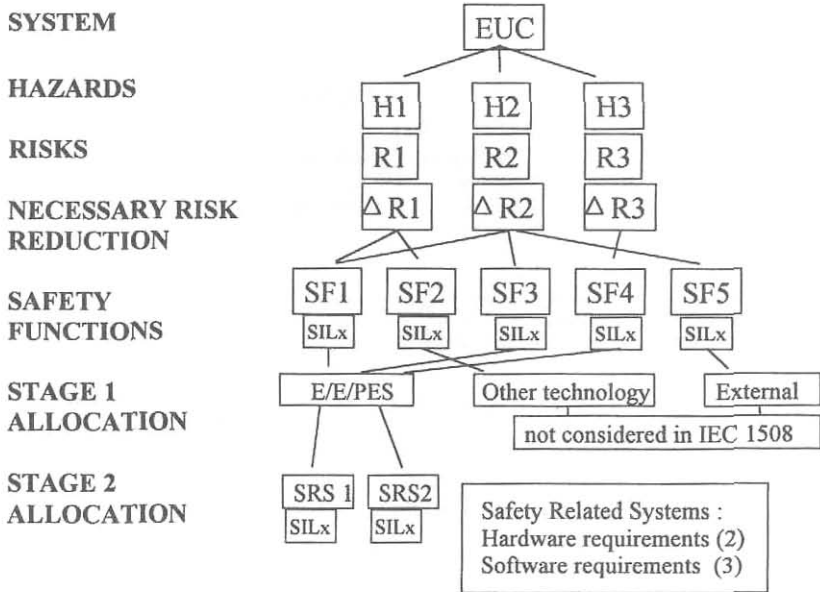 SYSTEM
EUC
HAZARDS
H1 H2 H3
RISKS
R1 R2 R3
NECESSARY RISK
REDUCTION
Δ R1 Δ R2 Δ R3
SAFETY
FUNCTIONS
SF1 SF2 SF3 SF4 SF5
SILx SILx SILx SILx SILx
STAGE 1
ALLOCATION
E/E/PES Other technology External
not considered in IEC 1508
STAGE 2
ALLOCATION
SRS 1 SRS2
SILx SILx
Safety Related Systems :
Hardware requirements (2)
Software requirements (3)